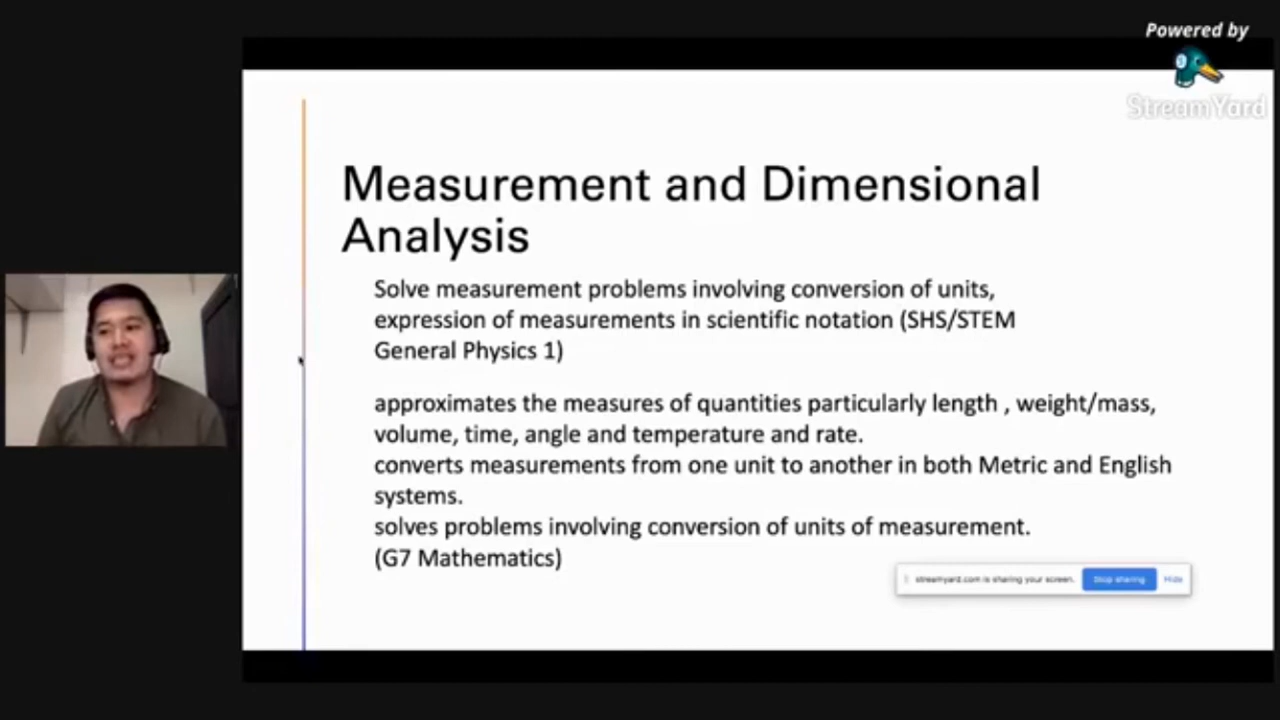 Powered by
StreamYard
Measurement and Dimensional
Analysis
Solve measurement problems involving conversion of units,
expression of measurements in scientific notation (SHS/STEM
General Physics 1)
approximates the measures of quantities particularly length , weight/mass,
volume, time, angle and temperature and rate.
converts measurements from one unit to another in both Metric and English
systems.
solves problems involving conversion of units of measurement.
(G7 Mathematics)
streamyard.com is sharing your screen. Stop sharing Hide